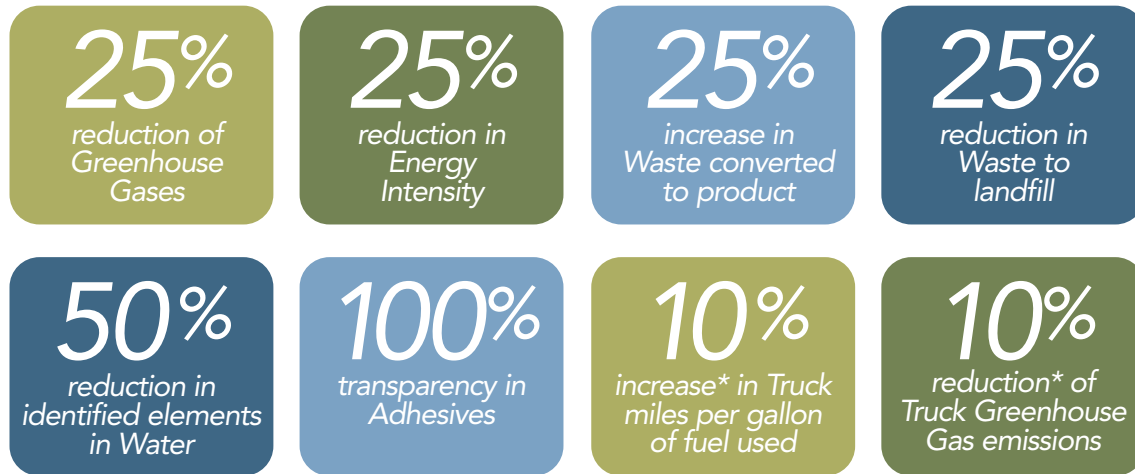 25%
reduction of
Greenhouse
Gases
25%
reduction in
Energy
Intensity
25%
increase in
Waste converted
to product
25%
reduction in
Waste to
landfill
50%
reduction in
identified elements
in Water
100%
transparency in
Adhesives
10%
increase* in Truck
miles per gallon
of fuel used
10%
reduction* of
Truck Greenhouse
Gas emissions